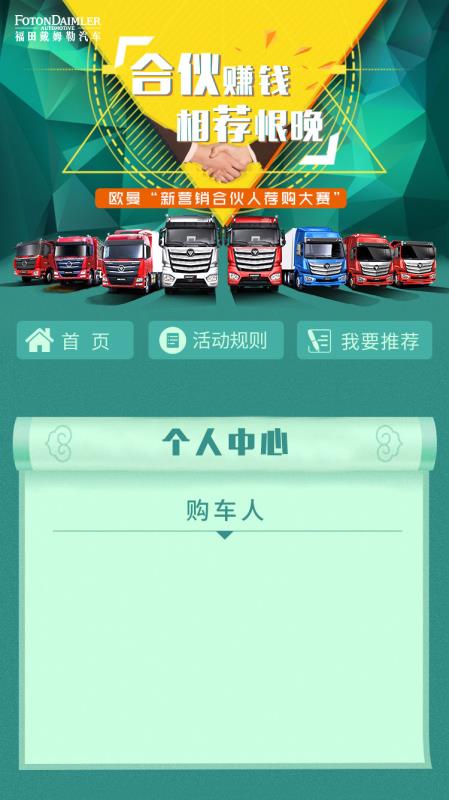 FOTONDAIMLER
AUTOMOTIVE
福田戴姆勒汽车
合伙赚钱
相荐恨晚
欧曼“新营销合伙人荐购大赛”
首 页
活动规则
我要推荐
个人中心
购车人